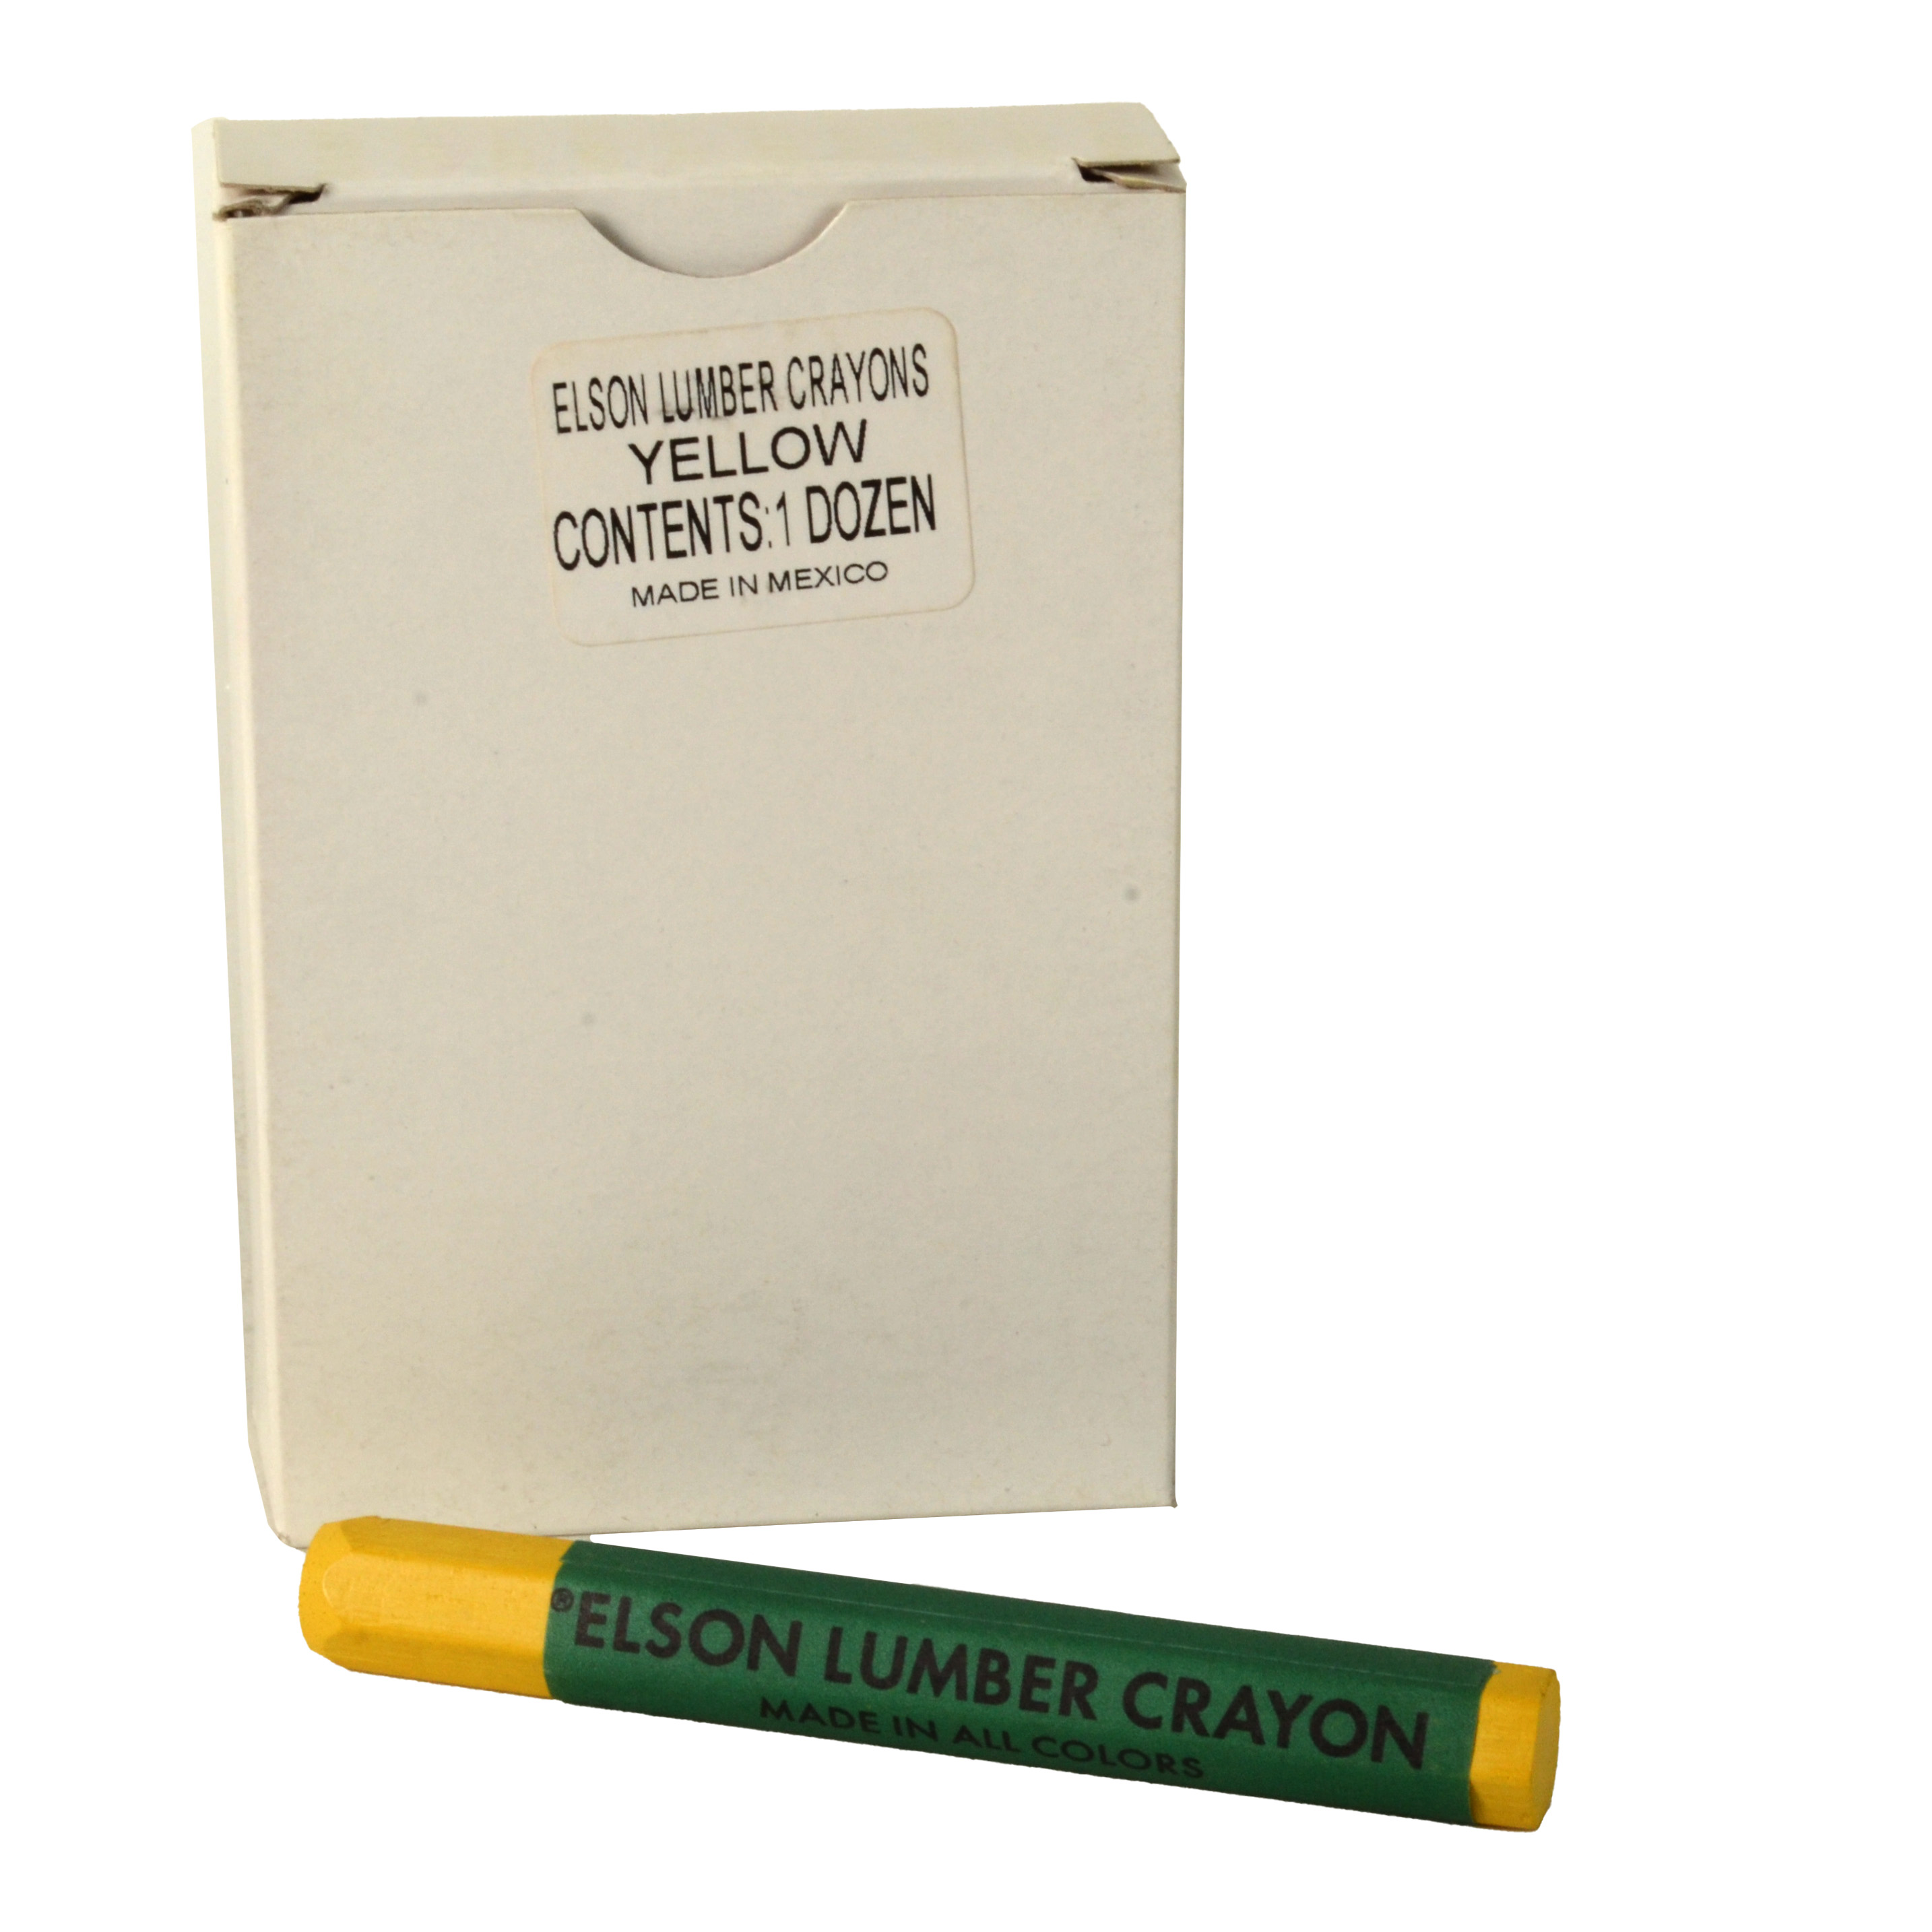 ELSON LUMBER CRAYONS
YELLOW
CONTENTS:1 DOZEN
MADE IN MEXICO
®ELSON LUMBER CRAYON
MADE IN ALL COLORS